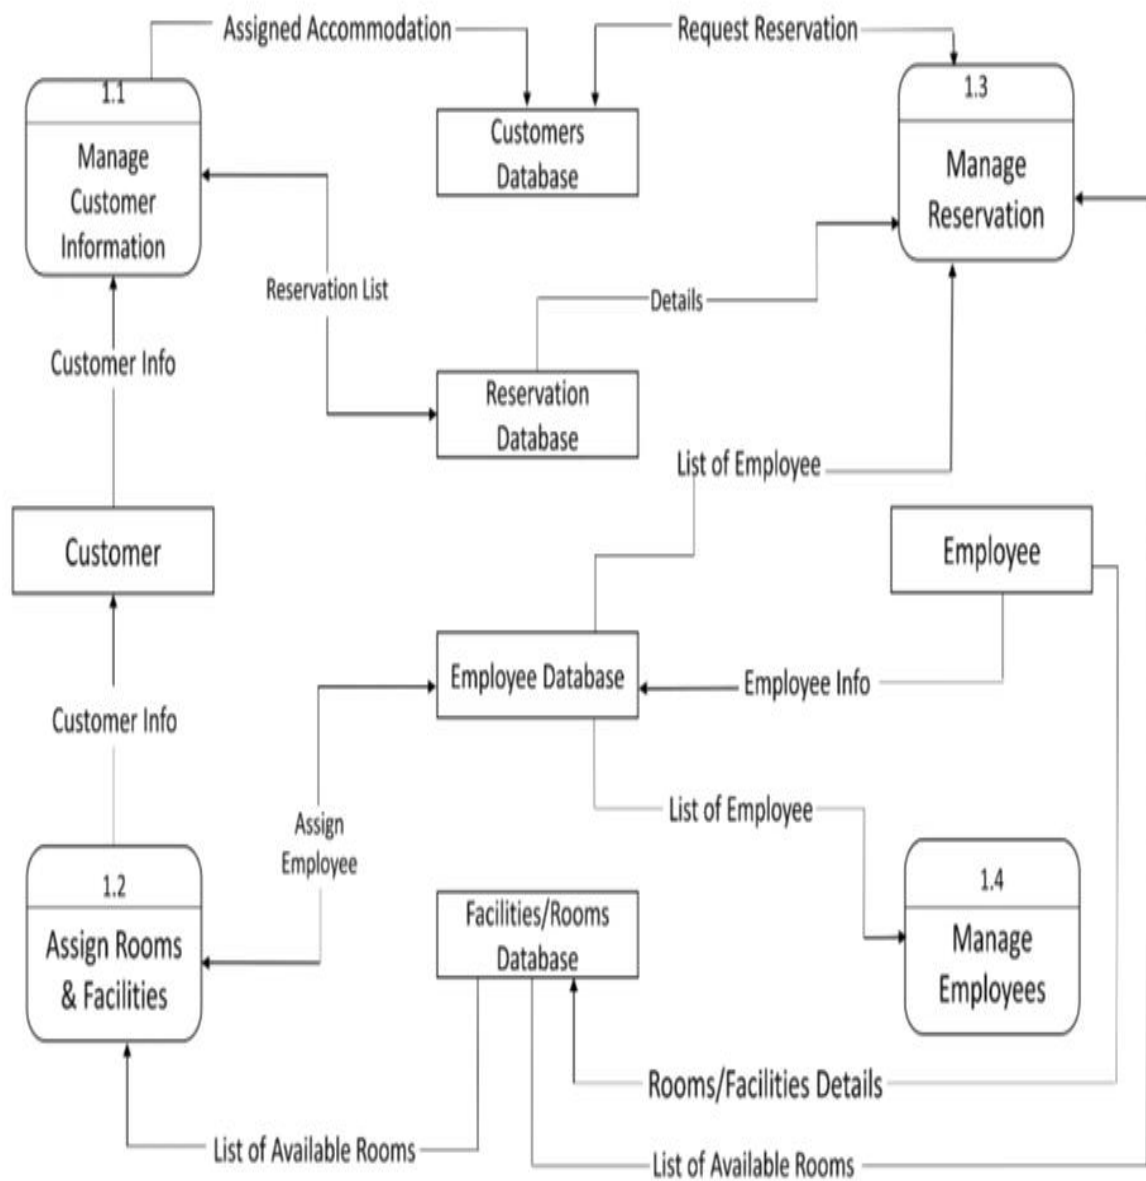 Assigned Accommodation
Request Reservation
1.1
Manage
Customer
Information
Customers
Database
1.3
Manage
Reservation
Reservation List
Details
Customer Info
Reservation
Database
List of Employee
Customer
Employee
Employee Database
Employee Info
Customer Info
List of Employee
Assign
Employee
1.2
Assign Rooms
& Facilities
Facilities/Rooms
Database
1.4
Manage
Employees
Rooms/Facilities Details
List of Available Rooms
List of Available Rooms